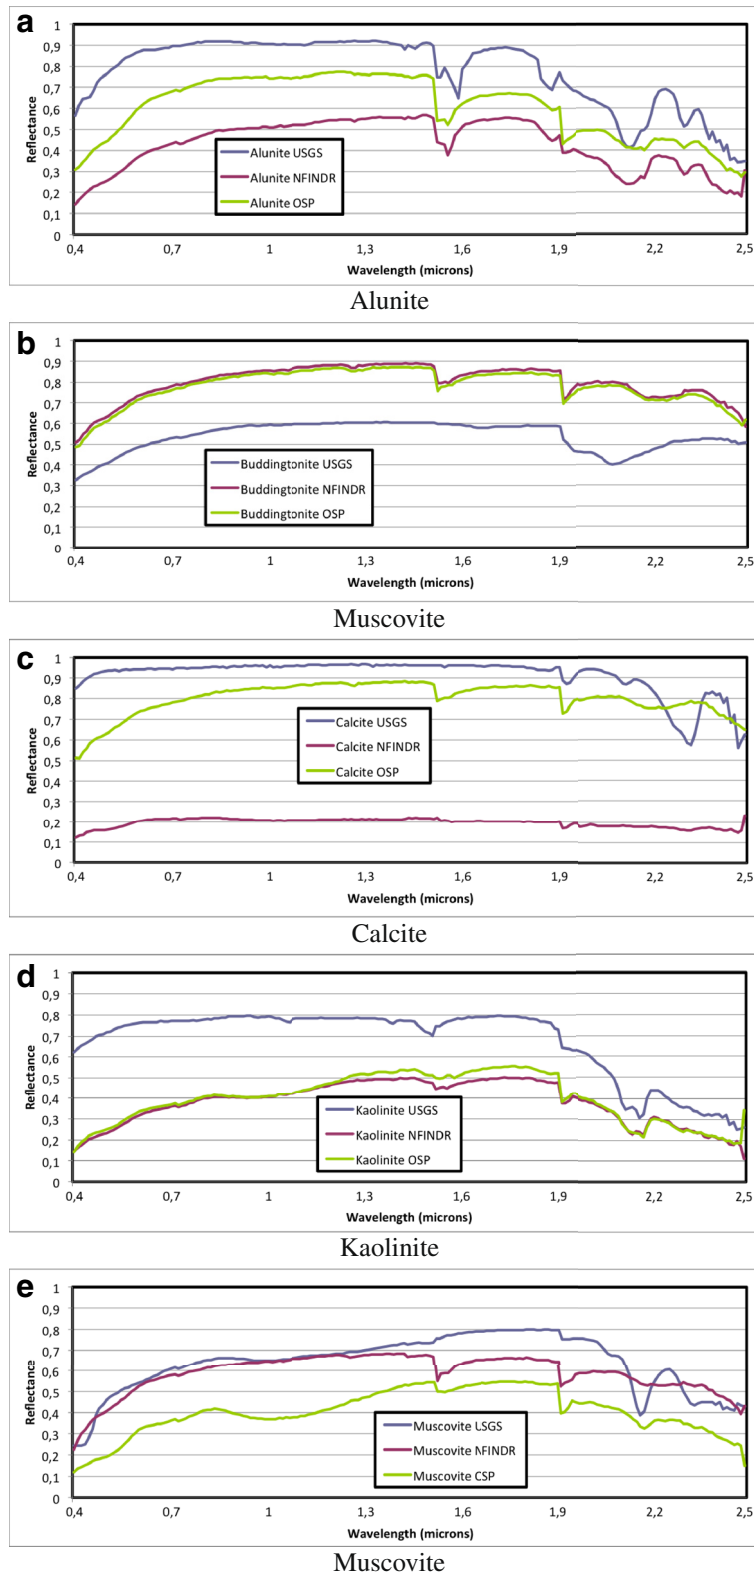 a
1
0,9
0,8
0,7
0,6
0,5
0,4
0,3
0,2
0,1
0
Reflectance
Alunite USGS
Alunite NFINDR
Alunite OSP
0,4 0,7 1 1,3 1,6 1,9 2,2 2,5
Wavelength (microns)
Alunite
b
1
0,9
0,8
0,7
0,6
0,5
0,4
0,3
0,2
0,1
0
Reflectance
Buddingtonite USGS
Buddingtonite NFINDR
Buddingtonite OSP
0,4 0,7 1 1,3 1,6 1,9 2,2 2,5
Wavelength (microns)
Muscovite
c
1
0,9
0,8
0,7
0,6
0,5
0,4
0,3
0,2
0,1
0
Reflectance
Calcite USGS
Calcite NFINDR
Calcite OSP
0,4 0,7 1 1,3 1,6 1,9 2,2 2,5
Wavelength (microns)
Calcite
d
1
0,9
0,8
0,7
0,6
0,5
0,4
0,3
0,2
0,1
0
Reflectance
Kaolinite USGS
Kaolinite NFINDR
Kaolinite OSP
0,4 0,7 1 1,3 1,6 1,9 2,2 2,5
Wavelength (microns)
Kaolinite
e
1
0,9
0,8
0,7
0,6
0,5
0,4
0,3
0,2
0,1
0
Reflectance
Muscovite USGS
Muscovite NFINDR
Muscovite CSP
0,4 0,7 1 1,3 1,6 1,9 2,2 2,5
Wavelength (microns)
Muscovite